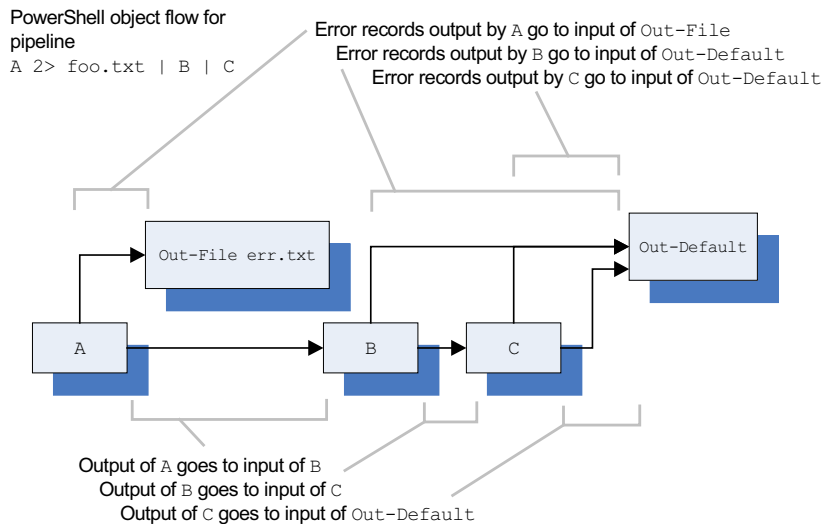 PowerShell object flow for
pipeline
A 2> foo.txt | B | C
Error records output by A go to input of Out-File
Error records output by B go to input of Out-Default
Error records output by C go to input of Out-Default
Out-File err.txt
Out-Default
A
B
C
Output of A goes to input of B
Output of B goes to input of C
Output of C goes to input of Out-Default